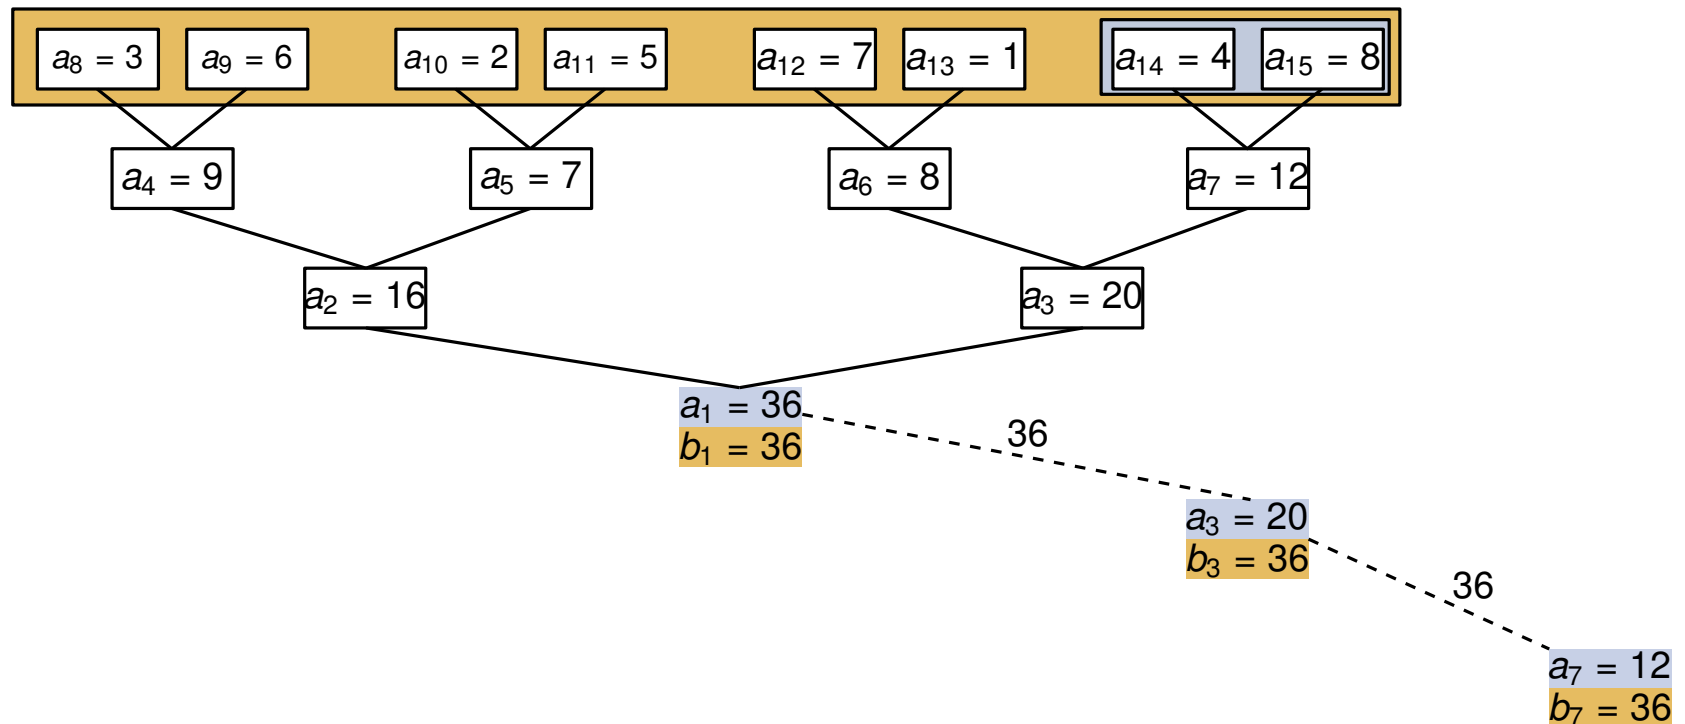 a₈ = 3 a₉ = 6 a₁₀ = 2 a₁₁ = 5 a₁₂ = 7 a₁₃ = 1 a₁₄ = 4 a₁₅ = 8
a₄ = 9 a₅ = 7 a₆ = 8 a₇ = 12
a₂ = 16 a₃ = 20
a₁ = 36
b₁ = 36
36
a₃ = 20
b₃ = 36
36
a₇ = 12
b₇ = 36